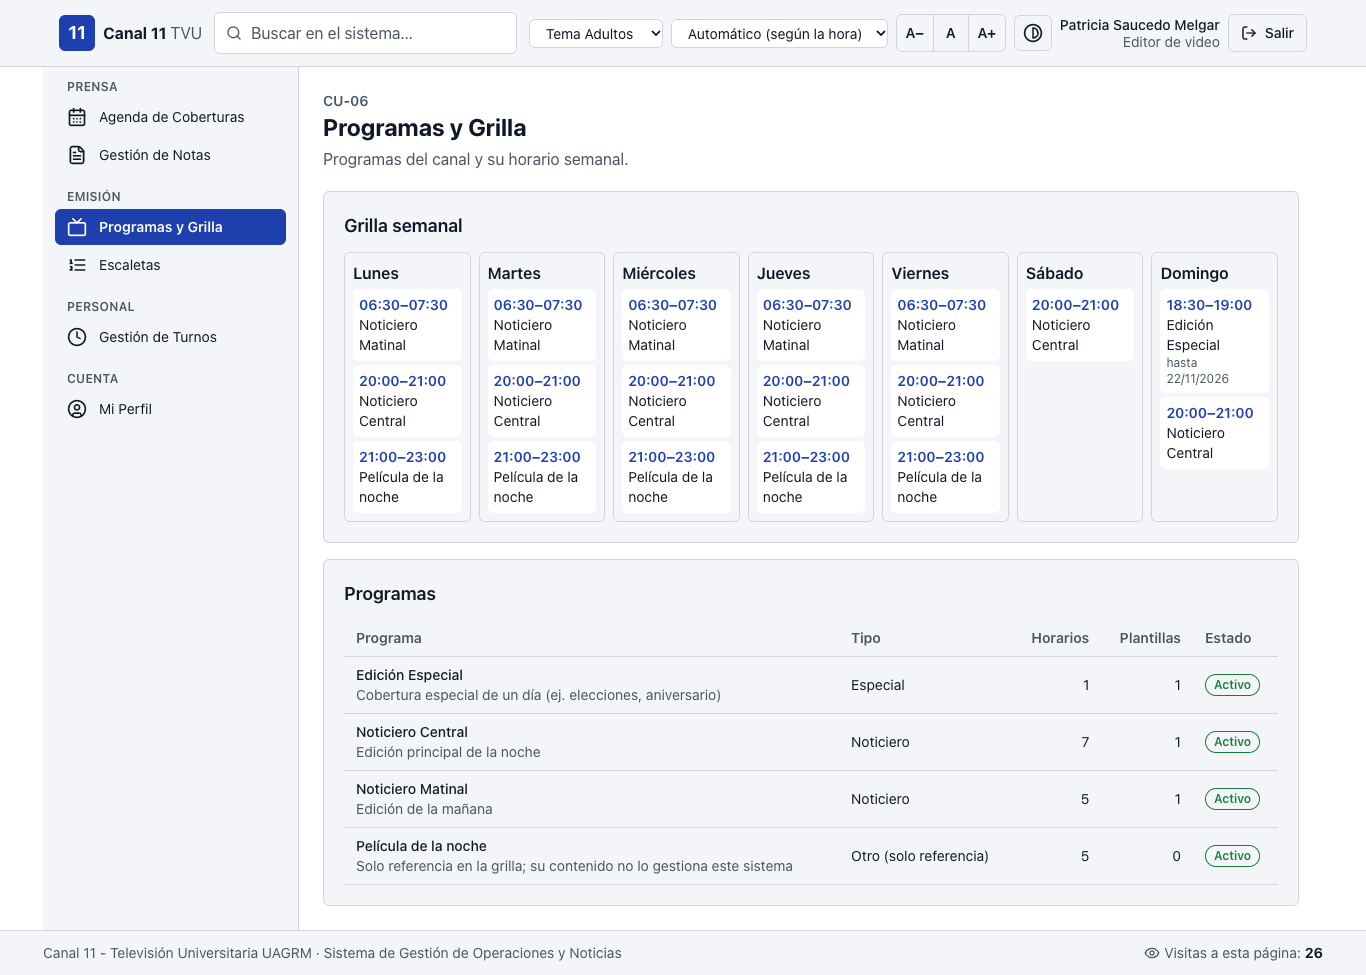 11 Canal 11 TVU
Buscar en el sistema...
Tema Adultos
Automático (según la hora)
A−
A
A+
Patricia Saucedo Melgar
Editor de video
Salir
PRENSA
Agenda de Coberturas
Gestión de Notas
EMISIÓN
Programas y Grilla
Escaletas
PERSONAL
Gestión de Turnos
CUENTA
Mi Perfil
CU-06
Programas y Grilla
Programas del canal y su horario semanal.
Grilla semanal
Lunes
06:30–07:30
Noticiero
Matinal
20:00–21:00
Noticiero
Central
21:00–23:00
Película de la
noche
Martes
06:30–07:30
Noticiero
Matinal
20:00–21:00
Noticiero
Central
21:00–23:00
Película de la
noche
Miércoles
06:30–07:30
Noticiero
Matinal
20:00–21:00
Noticiero
Central
21:00–23:00
Película de la
noche
Jueves
06:30–07:30
Noticiero
Matinal
20:00–21:00
Noticiero
Central
21:00–23:00
Película de la
noche
Viernes
06:30–07:30
Noticiero
Matinal
20:00–21:00
Noticiero
Central
21:00–23:00
Película de la
noche
Sábado
20:00–21:00
Noticiero
Central
Domingo
18:30–19:00
Edición
Especial
hasta
22/11/2026
20:00–21:00
Noticiero
Central
Programas
Programa Tipo Horarios Plantillas Estado
Edición Especial
Cobertura especial de un día (ej. elecciones, aniversario)
Especial 1 1 Activo
Noticiero Central
Edición principal de la noche
Noticiero 7 1 Activo
Noticiero Matinal
Edición de la mañana
Noticiero 5 1 Activo
Película de la noche
Solo referencia en la grilla; su contenido no lo gestiona este sistema
Otro (solo referencia) 5 0 Activo
Canal 11 - Televisión Universitaria UAGRM · Sistema de Gestión de Operaciones y Noticias
Visitas a esta página: 26